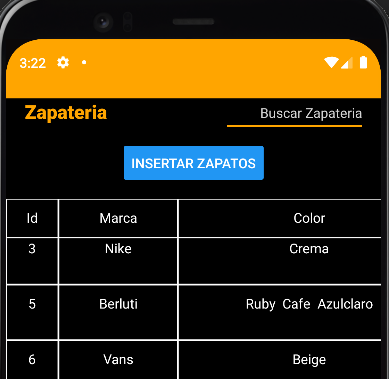 3:22
Zapateria
Buscar Zapateria
INSERTAR ZAPATOS
Id Marca Color
3 Nike Crema
5 Berluti Ruby Cafe Azulclaro
6 Vans Beige